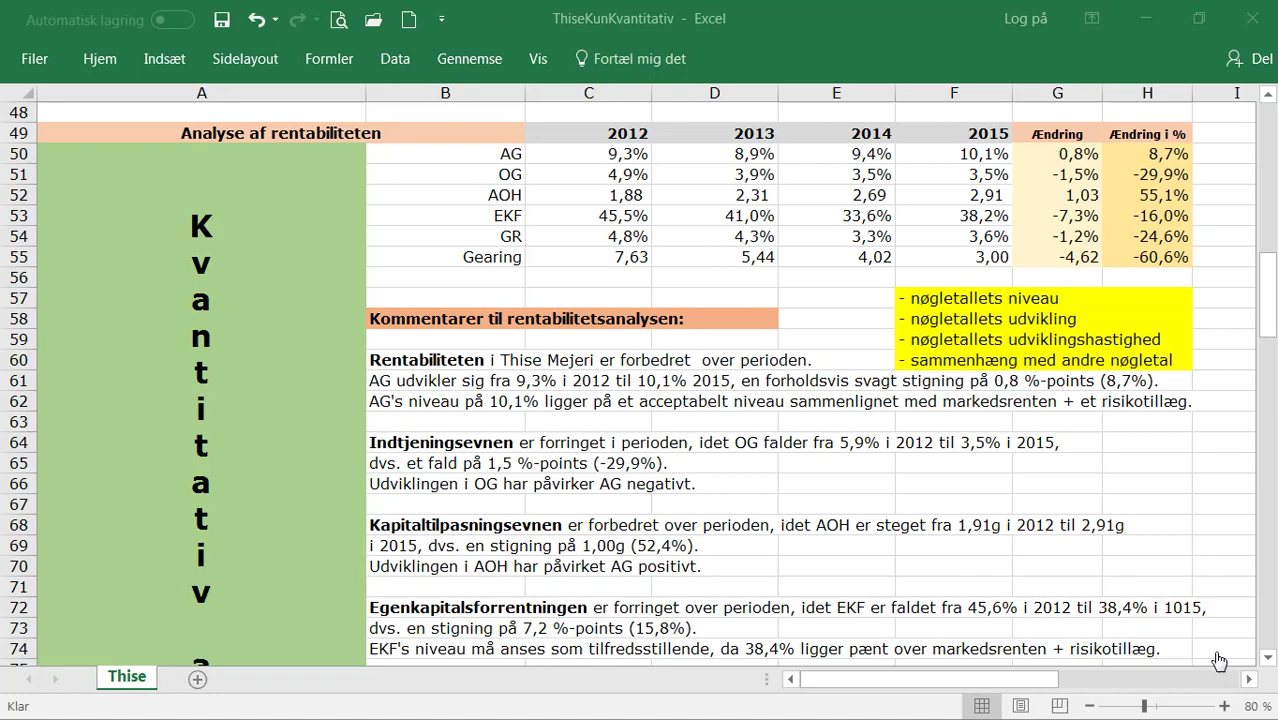 Automatisk lagring
ThiseKunKvantitativ - Excel
Log på
Filer Hjem Indsæt Sidelayout Formler Data Gennemse Vis Fortæl mig det Del
A B C D E F G H I
48
49 Analyse af rentabiliteten 2012 2013 2014 2015 Ændring Ændring i %
50 AG 9,3% 8,9% 9,4% 10,1% 0,8% 8,7%
51 OG 4,9% 3,9% 3,5% 3,5% -1,5% -29,9%
52 AOH 1,88 2,31 2,69 2,91 1,03 55,1%
53 EKF 45,5% 41,0% 33,6% 38,2% -7,3% -16,0%
54 GR 4,8% 4,3% 3,3% 3,6% -1,2% -24,6%
55 Gearing 7,63 5,44 4,02 3,00 -4,62 -60,6%
56
57 - nøgletallets niveau
58 Kommentarer til rentabilitetsanalysen: - nøgletallets udvikling
59 - nøgletallets udviklingshastighed
60 Rentabiliteten i Thise Mejeri er forbedret over perioden. - sammenhæng med andre nøgletal
61 AG udvikler sig fra 9,3% i 2012 til 10,1% 2015, en forholdsvis svagt stigning på 0,8 %-points (8,7%).
62 AG's niveau på 10,1% ligger på et acceptabelt niveau sammenlignet med markedsrenten + et risikotillæg.
63
64 Indtjeningsevnen er forringet i perioden, idet OG falder fra 5,9% i 2012 til 3,5% i 2015,
65 dvs. et fald på 1,5 %-points (-29,9%).
66 Udviklingen i OG har påvirker AG negativt.
67
68 Kapitaltilpasningsevnen er forbedret over perioden, idet AOH er steget fra 1,91g i 2012 til 2,91g
69 i 2015, dvs. en stigning på 1,00g (52,4%).
70 Udviklingen i AOH har påvirket AG positivt.
71
72 Egenkapitalsforrentningen er forringet over perioden, idet EKF er faldet fra 45,6% i 2012 til 38,4% i 1015,
73 dvs. en stigning på 7,2 %-points (15,8%).
74 EKF's niveau må anses som tilfredsstillende, da 38,4% ligger pænt over markedsrenten + risikotillæg.
K
v
a
n
t
i
t
a
t
i
v
Thise
Klar
80 %